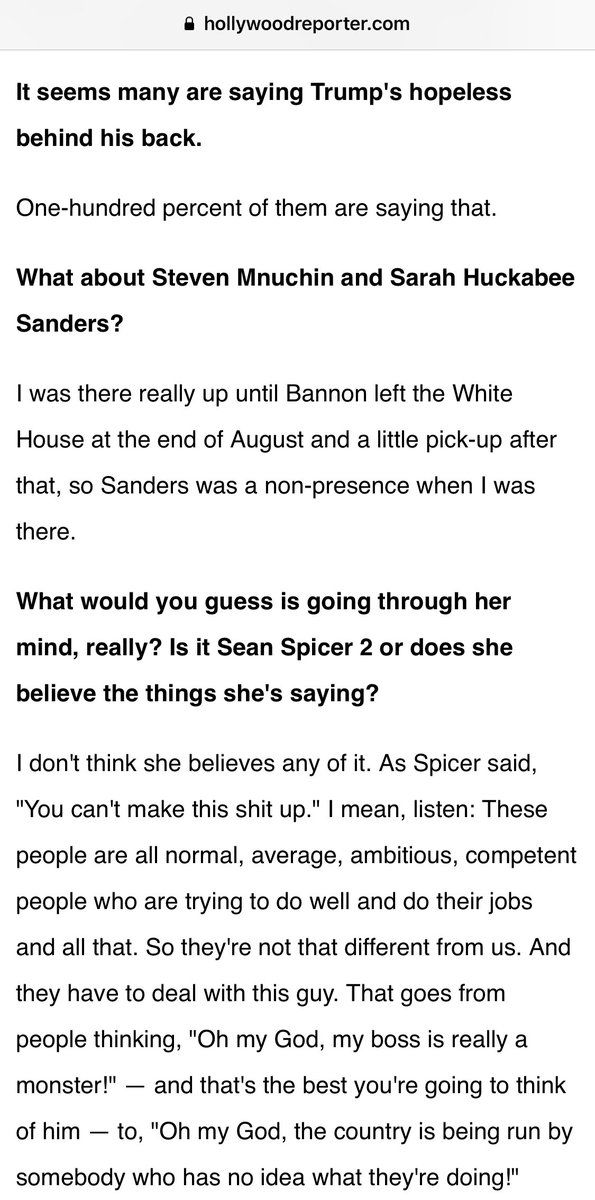 hollywoodreporter.com
It seems many are saying Trump's hopeless
behind his back.
One-hundred percent of them are saying that.
What about Steven Mnuchin and Sarah Huckabee
Sanders?
I was there really up until Bannon left the White
House at the end of August and a little pick-up after
that, so Sanders was a non-presence when I was
there.
What would you guess is going through her
mind, really? Is it Sean Spicer 2 or does she
believe the things she's saying?
I don't think she believes any of it. As Spicer said,
"You can't make this shit up." I mean, listen: These
people are all normal, average, ambitious, competent
people who are trying to do well and do their jobs
and all that. So they're not that different from us. And
they have to deal with this guy. That goes from
people thinking, "Oh my God, my boss is really a
monster!" — and that's the best you're going to think
of him — to, "Oh my God, the country is being run by
somebody who has no idea what they're doing!"